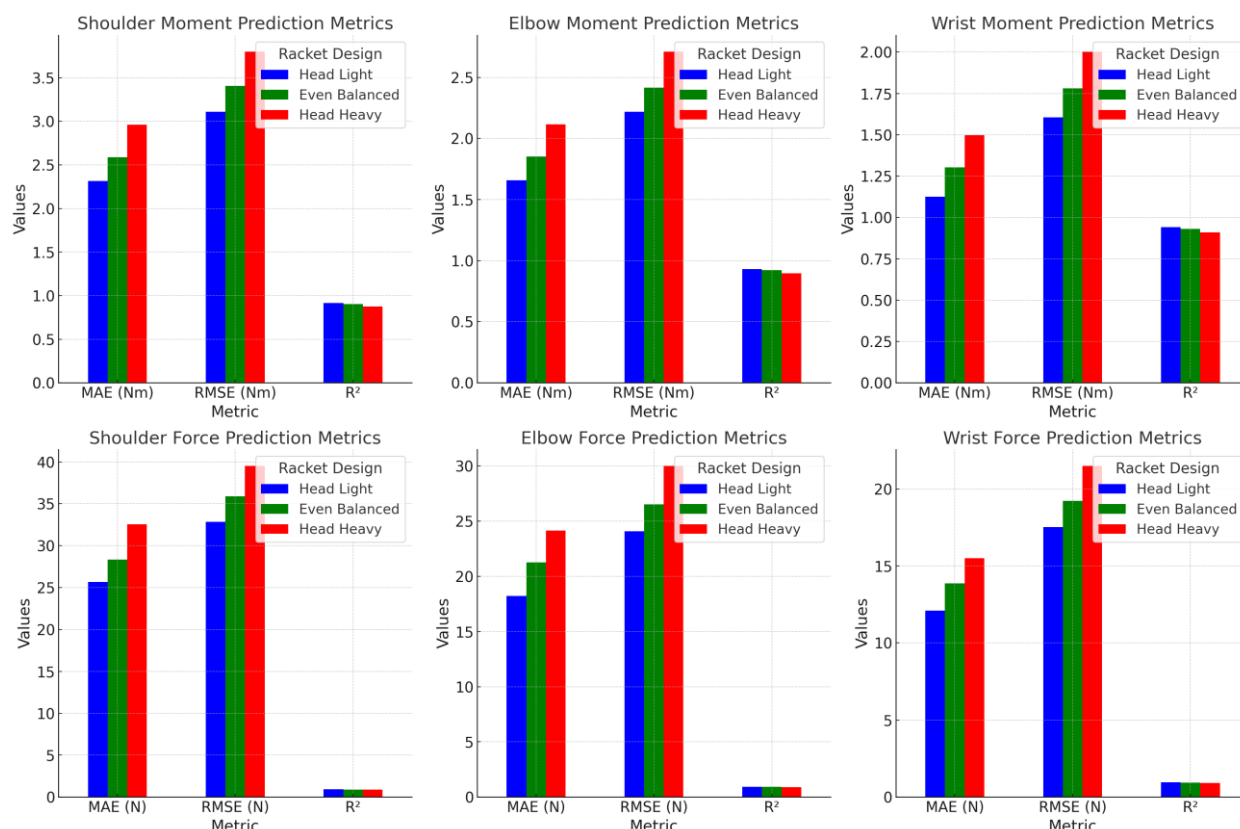 Shoulder Moment Prediction Metrics
Values
3.5
3.0
2.5
2.0
1.5
1.0
0.5
0.0
Racket Design
Head Light
Even Balanced
Head Heavy
MAE (Nm)
RMSE (Nm)
R²
Metric
Elbow Moment Prediction Metrics
Values
2.5
2.0
1.5
1.0
0.5
0.0
Racket Design
Head Light
Even Balanced
Head Heavy
MAE (Nm)
RMSE (Nm)
R²
Metric
Wrist Moment Prediction Metrics
Values
2.00
1.75
1.50
1.25
1.00
0.75
0.50
0.25
0.00
Racket Design
Head Light
Even Balanced
Head Heavy
MAE (Nm)
RMSE (Nm)
R²
Metric
Shoulder Force Prediction Metrics
Values
40
35
30
25
20
15
10
5
0
Racket Design
Head Light
Even Balanced
Head Heavy
MAE (N)
RMSE (N)
R²
Metric
Elbow Force Prediction Metrics
Values
30
25
20
15
10
5
0
Racket Design
Head Light
Even Balanced
Head Heavy
MAE (N)
RMSE (N)
R²
Metric
Wrist Force Prediction Metrics
Values
20
15
10
5
0
Racket Design
Head Light
Even Balanced
Head Heavy
MAE (N)
RMSE (N)
R²
Metric